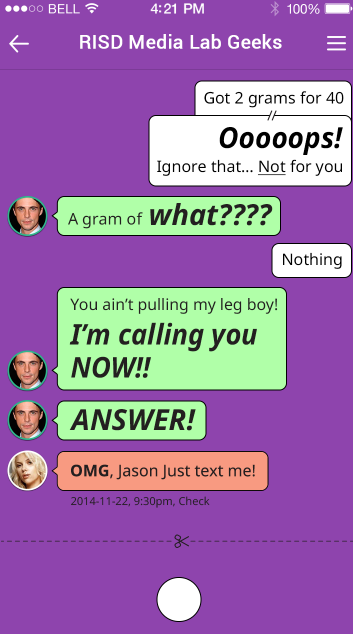 BELL 4:21 PM 100%
RISD Media Lab Geeks
Got 2 grams for 40
//
Ooooops!
Ignore that... Not for you
A gram of what????
Nothing
You ain’t pulling my leg boy!
I’m calling you
NOW!!
ANSWER!
OMG, Jason Just text me!
2014-11-22, 9:30pm, Check